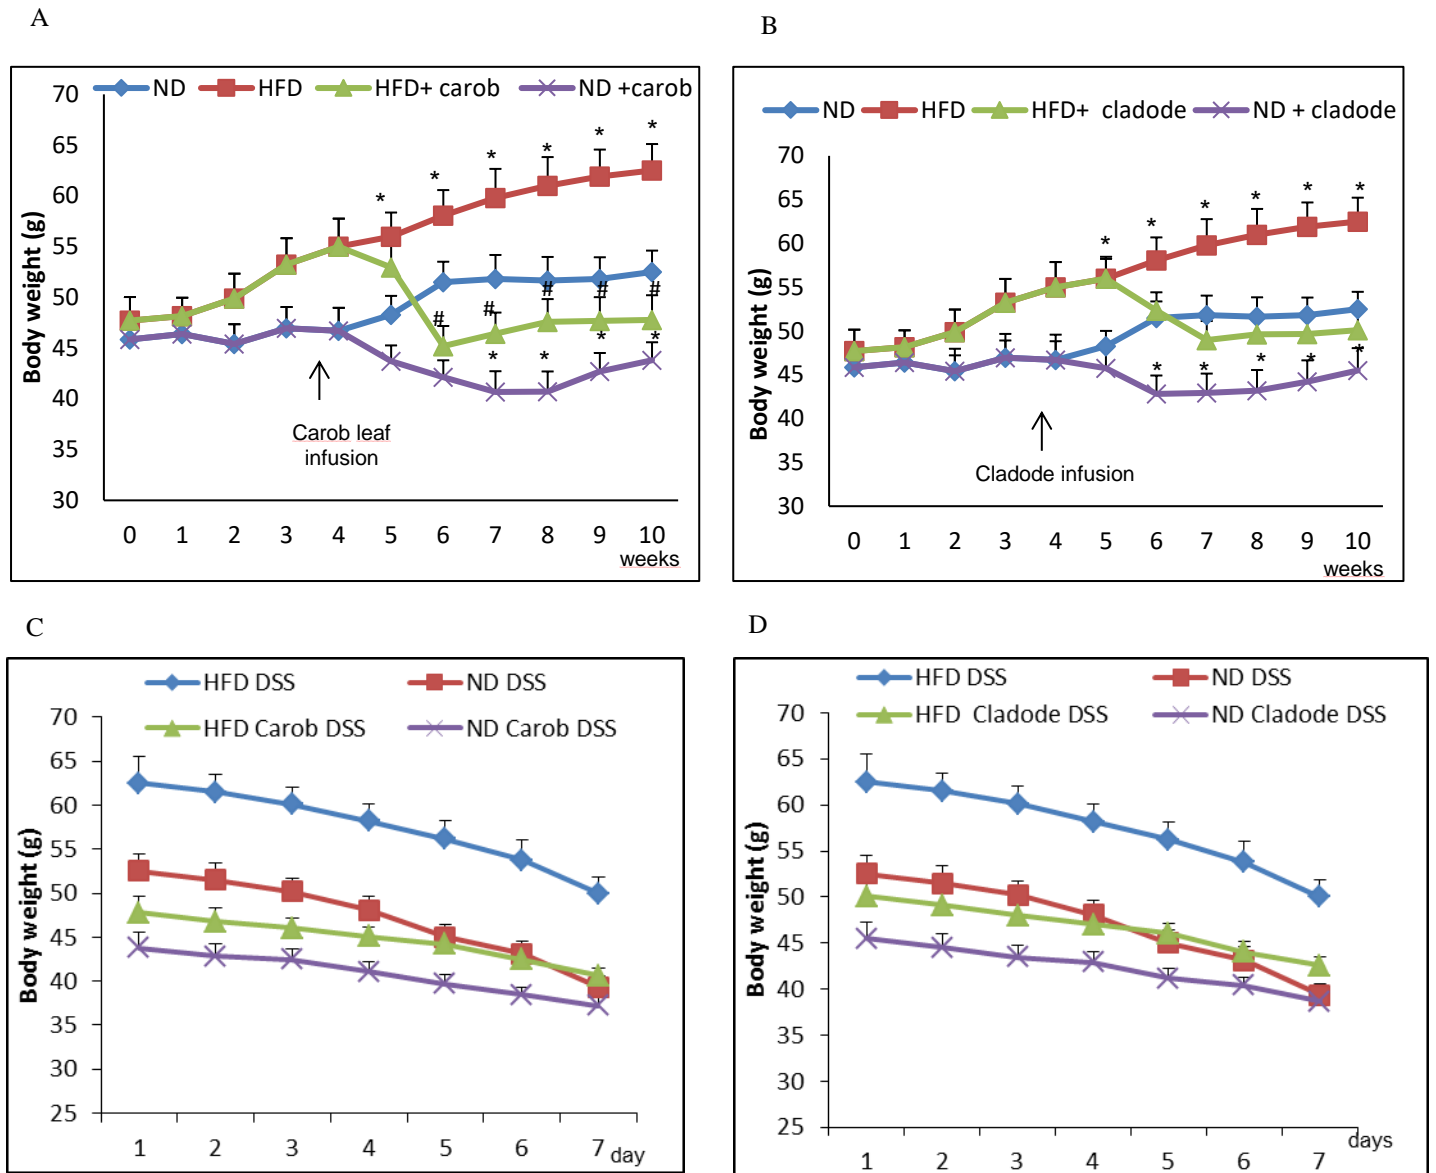 A
B
ND HFD HFD+ carob ND +carob
70
65
60
55
50
45
40
35
30
Body weight (g)
* * * * * *
# # # # #
* * * *
Carob leaf
infusion
0 1 2 3 4 5 6 7 8 9 10
weeks
ND HFD HFD+ cladode ND + cladode
70
65
60
55
50
45
40
35
30
Body weight (g)
* * * * * *
* * * * *
Cladode infusion
0 1 2 3 4 5 6 7 8 9 10
weeks
C
D
HFD DSS ND DSS
HFD Carob DSS ND Carob DSS
70
65
60
55
50
45
40
35
30
25
Body weight (g)
1 2 3 4 5 6 7 day
HFD DSS ND DSS
HFD Cladode DSS ND Cladode DSS
70
65
60
55
50
45
40
35
30
25
Body weight (g)
days
1 2 3 4 5 6 7